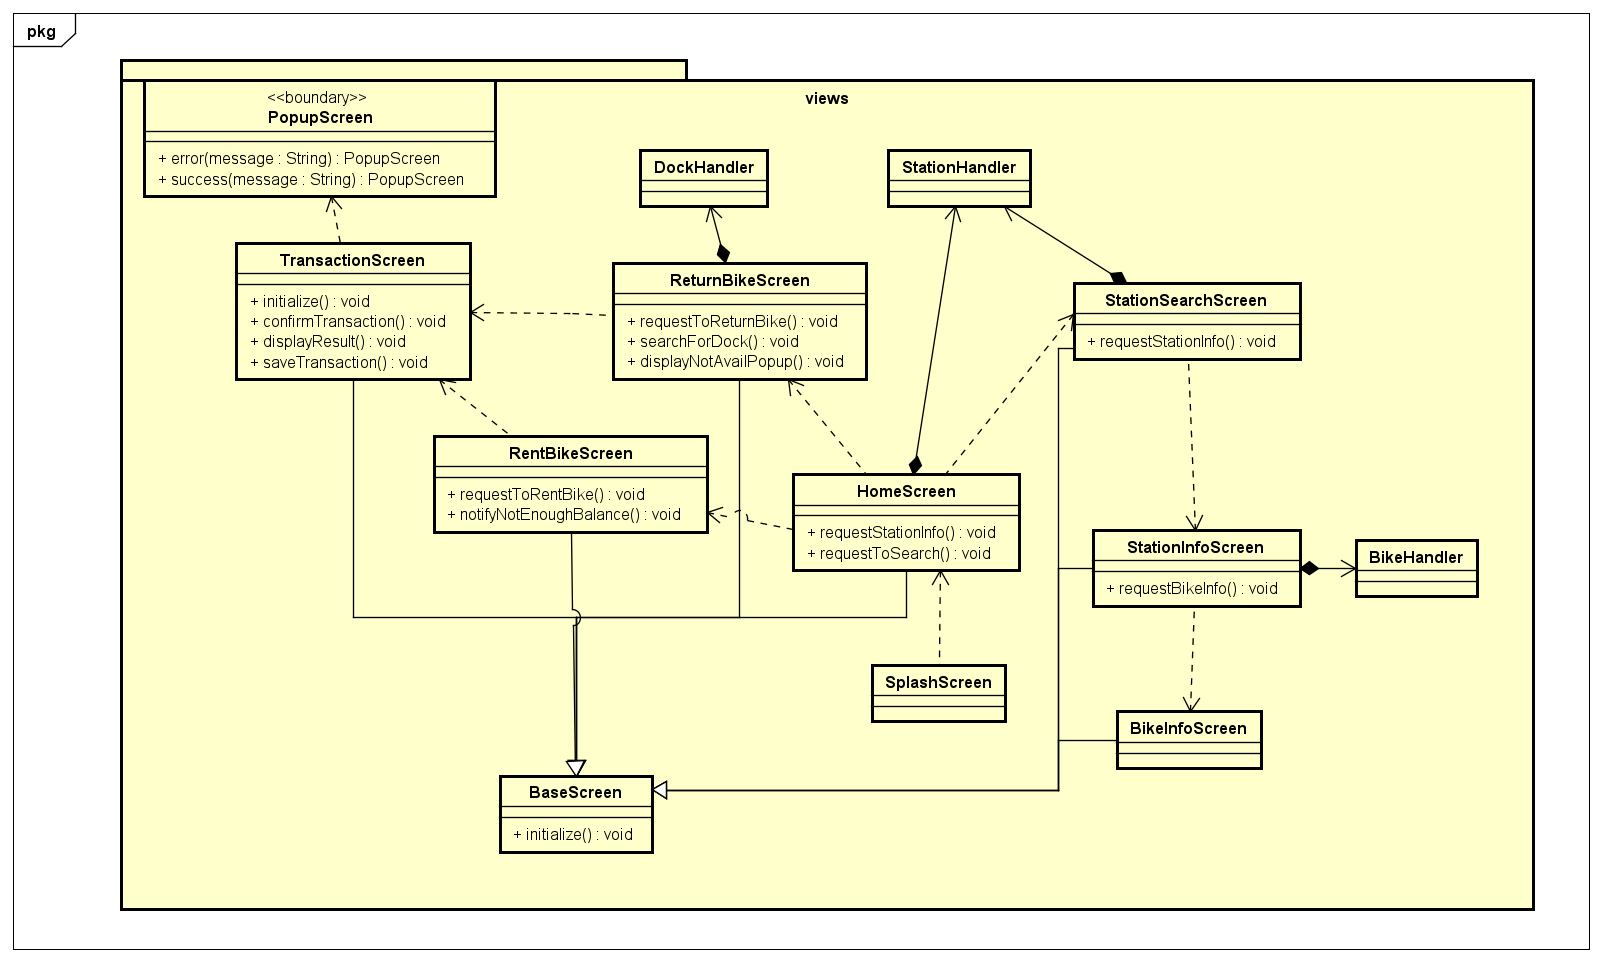 pkg
views
<<boundary>>
PopupScreen
+ error(message : String) : PopupScreen
+ success(message : String) : PopupScreen
DockHandler
StationHandler
TransactionScreen
+ initialize() : void
+ confirmTransaction() : void
+ displayResult() : void
+ saveTransaction() : void
ReturnBikeScreen
+ requestToReturnBike() : void
+ searchForDock() : void
+ displayNotAvailPopup() : void
StationSearchScreen
+ requestStationInfo() : void
RentBikeScreen
+ requestToRentBike() : void
+ notifyNotEnoughBalance() : void
HomeScreen
+ requestStationInfo() : void
+ requestToSearch() : void
StationInfoScreen
+ requestBikeInfo() : void
BikeHandler
SplashScreen
BikeInfoScreen
BaseScreen
+ initialize() : void